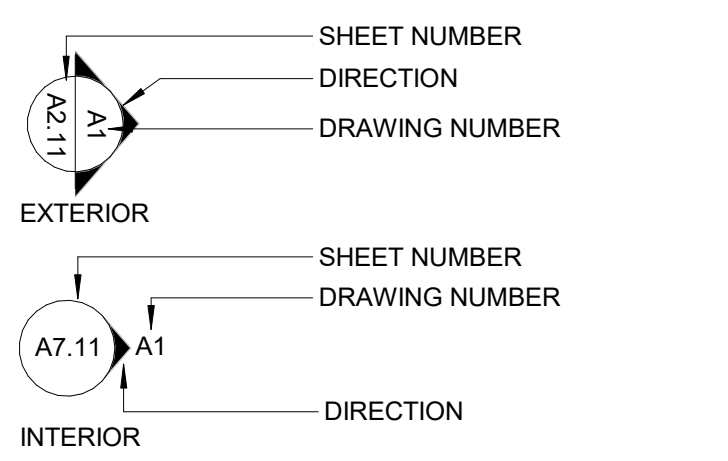 SHEET NUMBER
DIRECTION
A2.11
A1
DRAWING NUMBER
EXTERIOR
SHEET NUMBER
DRAWING NUMBER
A7.11
A1
DIRECTION
INTERIOR